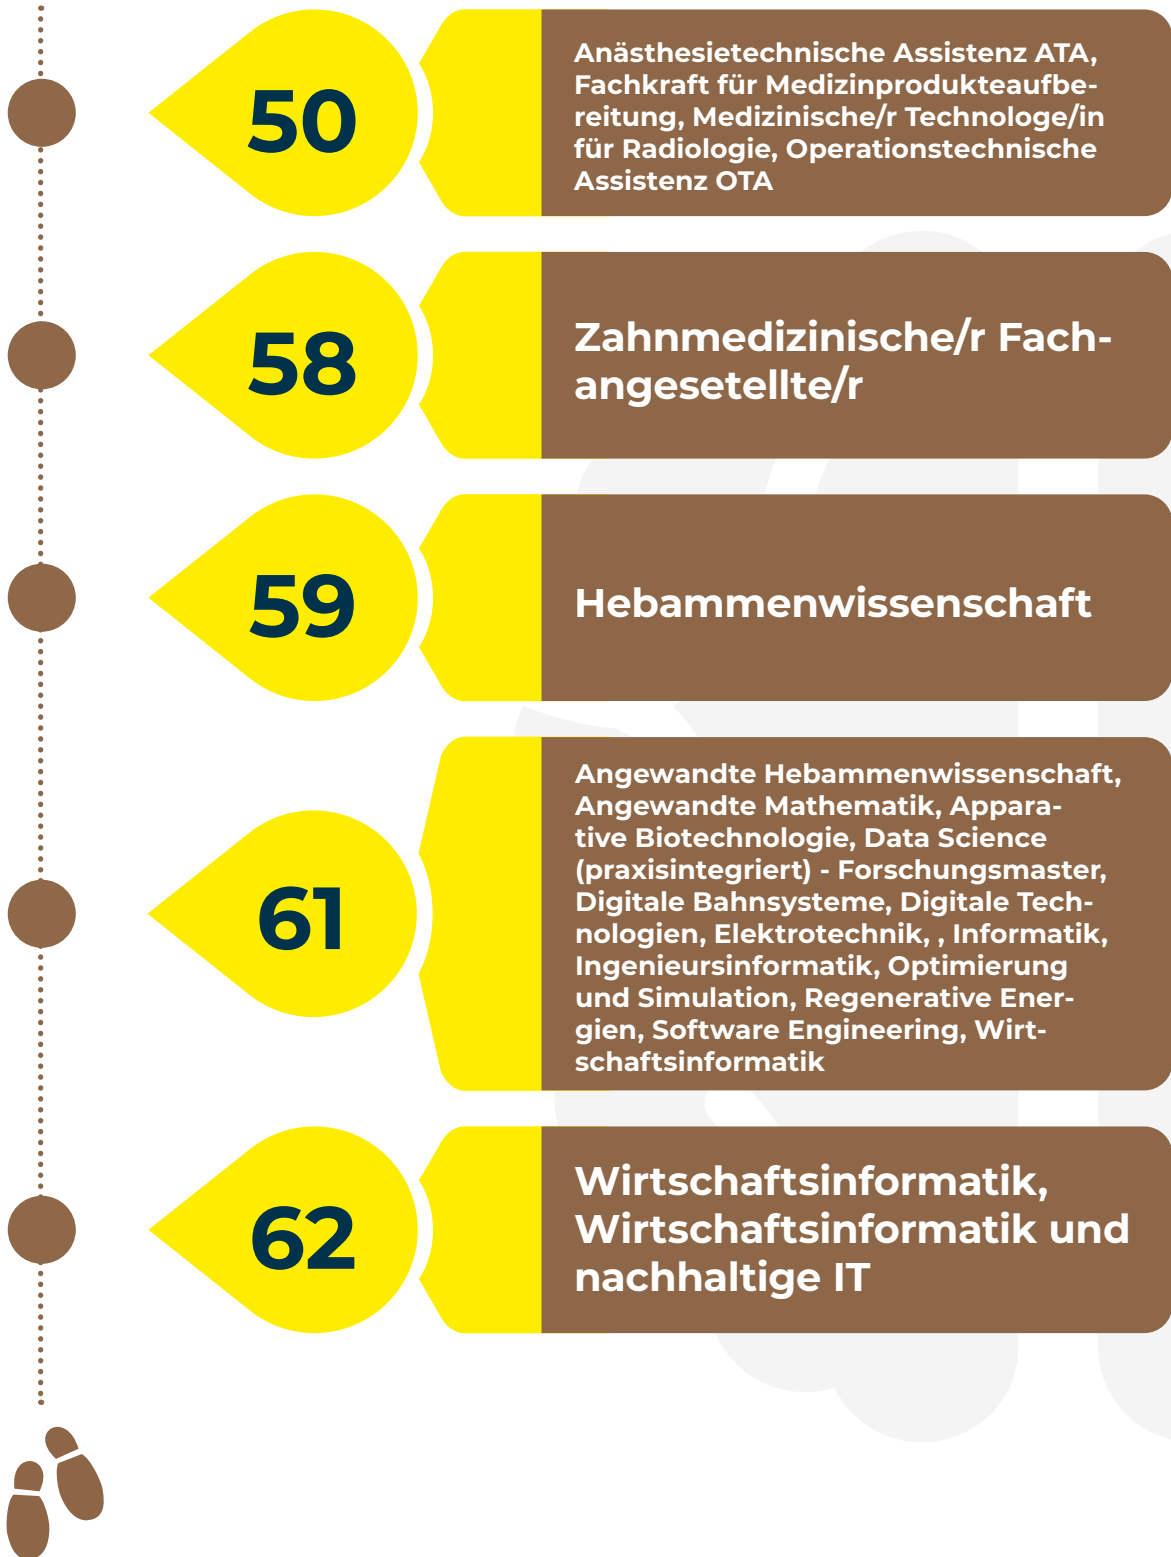 50
Anästhesietechnische Assistenz ATA,
Fachkraft für Medizinprodukteaufbe-
reitung, Medizinische/r Technologe/in
für Radiologie, Operationstechnische
Assistenz OTA
58
Zahnmedizinische/r Fach-
angesetellte/r
59
Hebammenwissenschaft
61
Angewandte Hebammenwissenschaft,
Angewandte Mathematik, Appara-
tive Biotechnologie, Data Science
(praxisintegriert) - Forschungsmaster,
Digitale Bahnsysteme, Digitale Tech-
nologien, Elektrotechnik, , Informatik,
Ingenieursinformatik, Optimierung
und Simulation, Regenerative Ener-
gien, Software Engineering, Wirt-
schaftsinformatik
62
Wirtschaftsinformatik,
Wirtschaftsinformatik und
nachhaltige IT